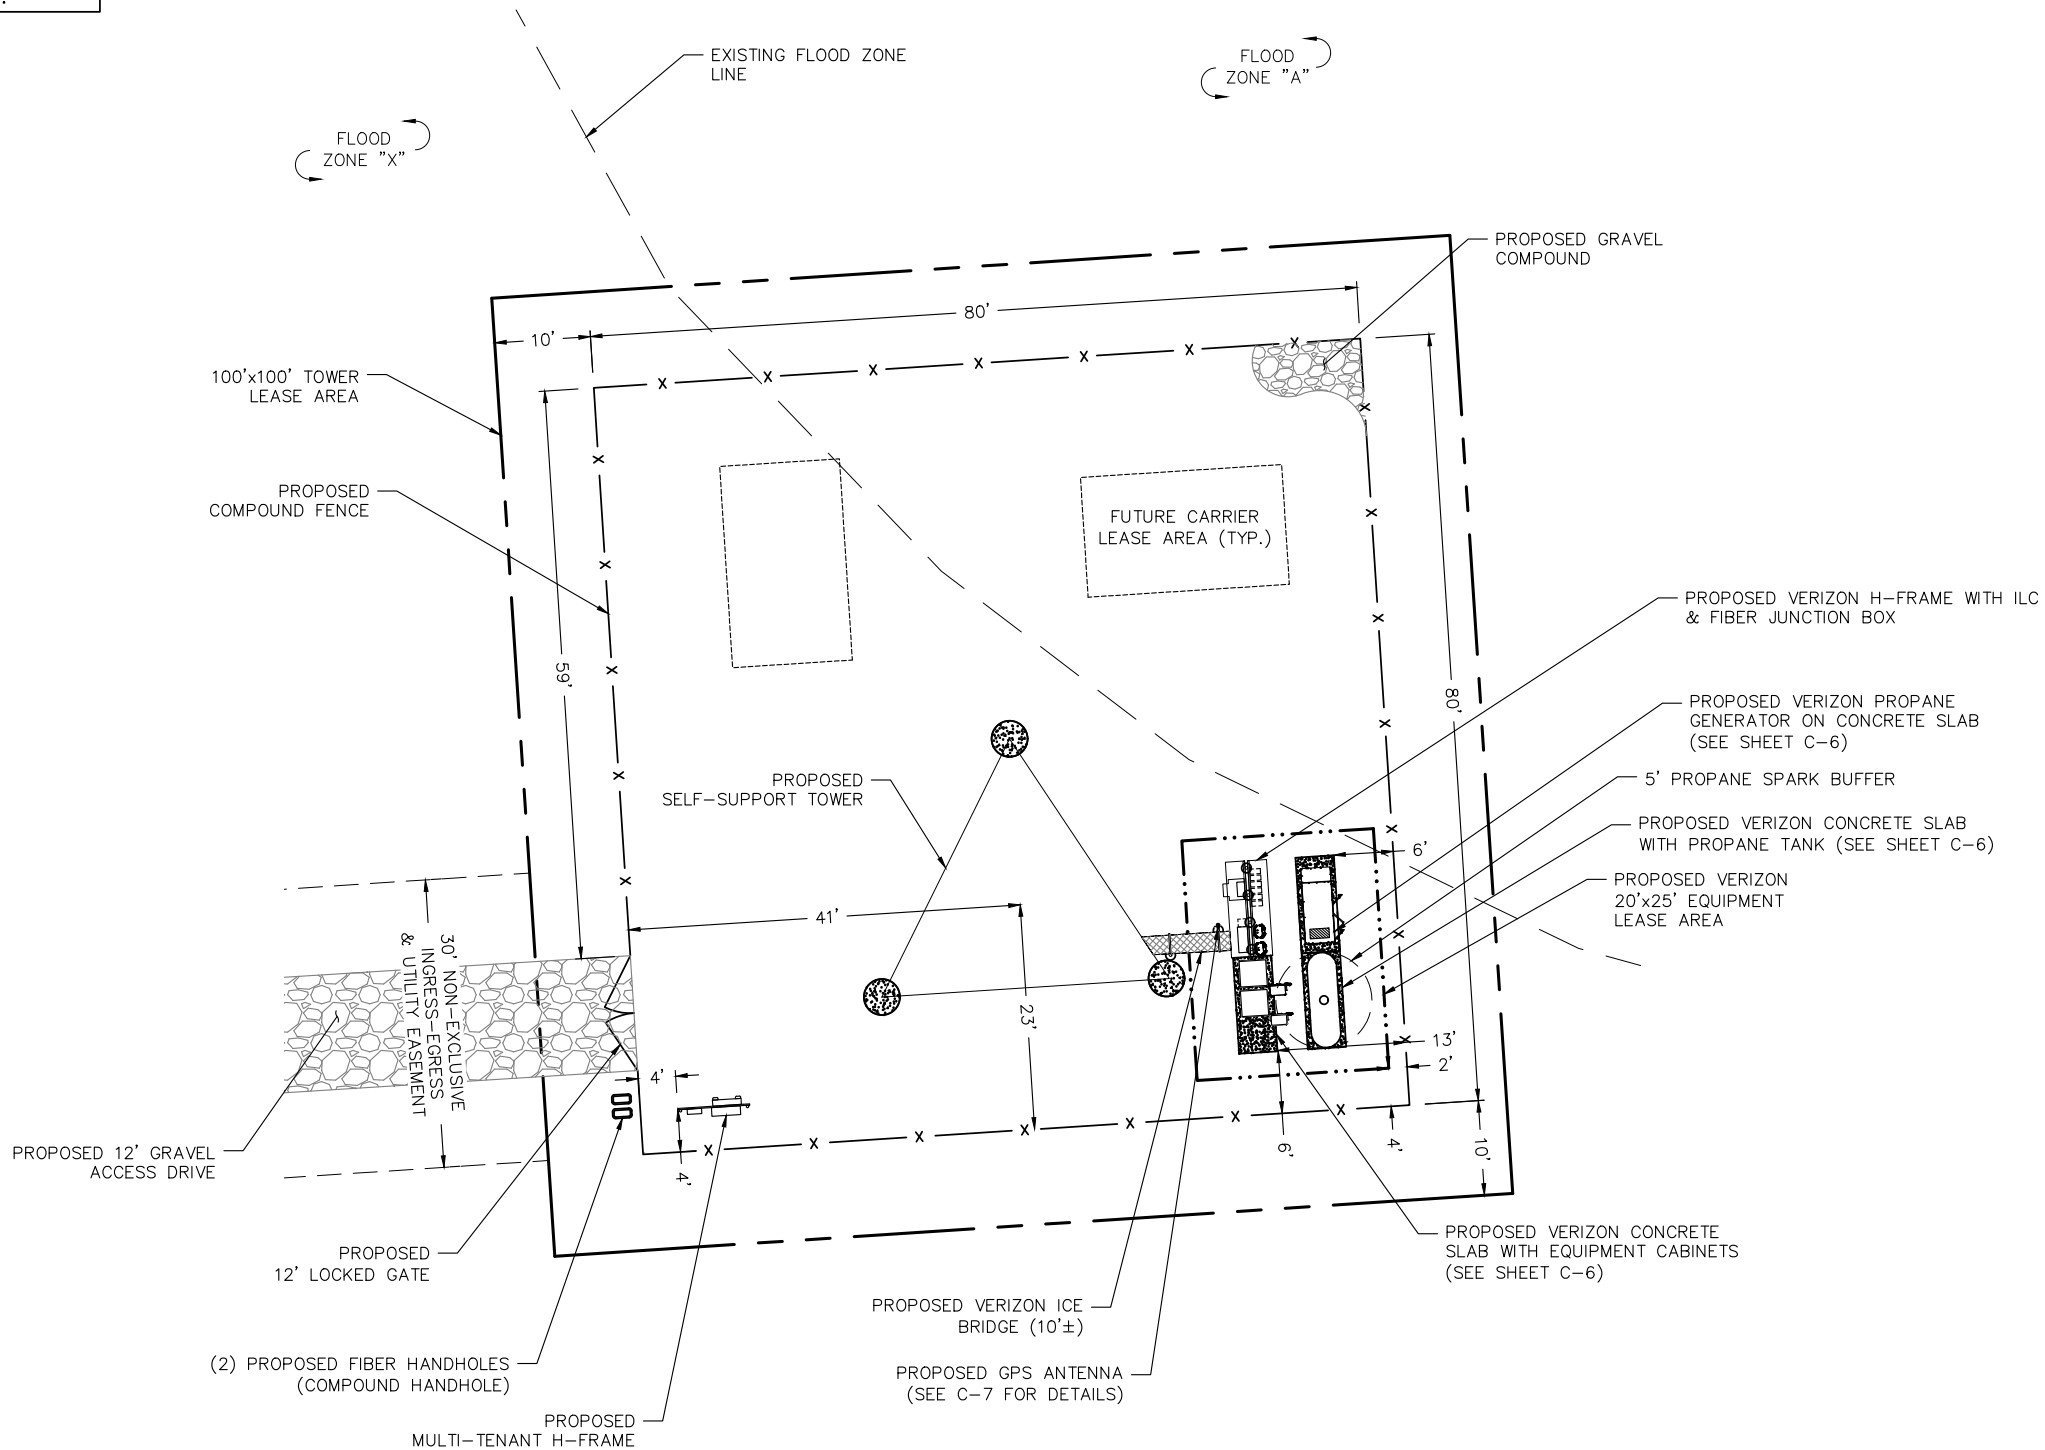 EXISTING FLOOD ZONE
LINE
FLOOD
ZONE "A"
FLOOD
ZONE "X"
PROPOSED GRAVEL
COMPOUND
80'
10'
100'x100' TOWER
LEASE AREA
PROPOSED
COMPOUND FENCE
FUTURE CARRIER
LEASE AREA (TYP.)
PROPOSED VERIZON H-FRAME WITH ILC
& FIBER JUNCTION BOX
59'
80'
PROPOSED VERIZON PROPANE
GENERATOR ON CONCRETE SLAB
(SEE SHEET C-6)
PROPOSED
SELF-SUPPORT TOWER
5' PROPANE SPARK BUFFER
PROPOSED VERIZON CONCRETE SLAB
WITH PROPANE TANK (SEE SHEET C-6)
6'
PROPOSED VERIZON
20'x25' EQUIPMENT
LEASE AREA
41'
30' NON-EXCLUSIVE
INGRESS-EGRESS
& UTILITY EASEMENT
23'
13'
2'
4'
4'
6'
4'
10'
PROPOSED 12' GRAVEL
ACCESS DRIVE
PROPOSED
12' LOCKED GATE
PROPOSED VERIZON CONCRETE
SLAB WITH EQUIPMENT CABINETS
(SEE SHEET C-6)
PROPOSED VERIZON ICE
BRIDGE (10'±)
(2) PROPOSED FIBER HANDHOLES
(COMPOUND HANDHOLE)
PROPOSED GPS ANTENNA
(SEE C-7 FOR DETAILS)
PROPOSED
MULTI-TENANT H-FRAME